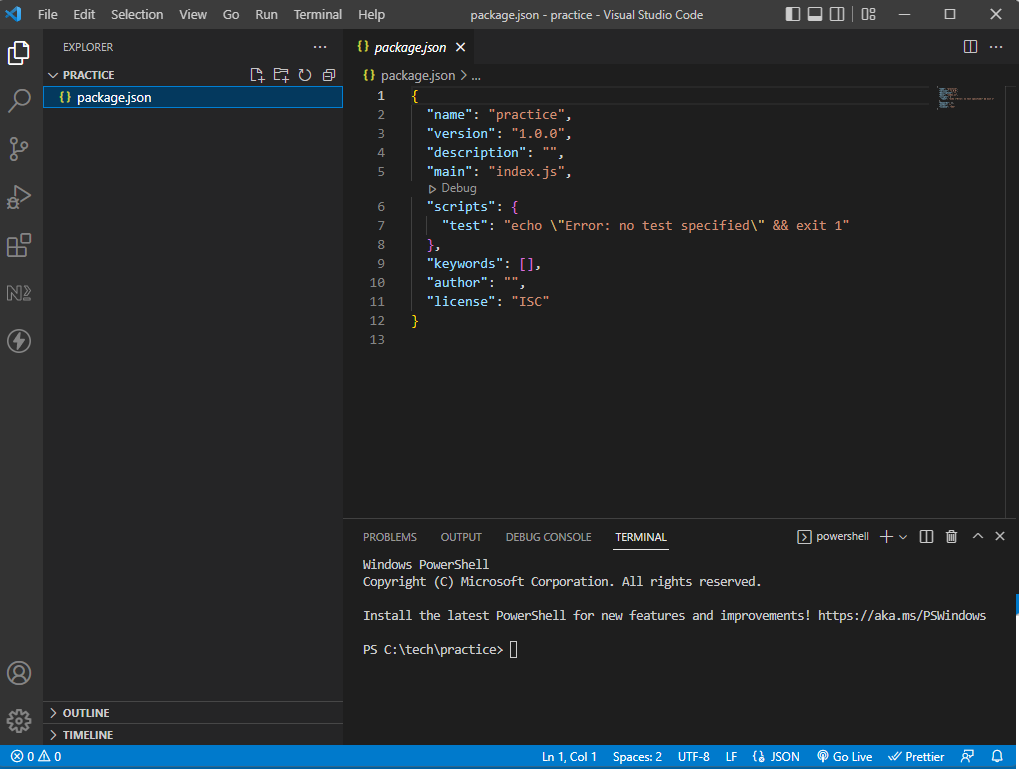 File Edit Selection View Go Run Terminal Help package.json - practice - Visual Studio Code
EXPLORER
PRACTICE
{} package.json
{} package.json
{} package.json > ...
1 {
2 "name": "practice",
3 "version": "1.0.0",
4 "description": "",
5 "main": "index.js",
Debug
6 "scripts": {
7 "test": "echo \"Error: no test specified\" && exit 1"
8 },
9 "keywords": [],
10 "author": "",
11 "license": "ISC"
12 }
13
PROBLEMS OUTPUT DEBUG CONSOLE TERMINAL powershell
Windows PowerShell
Copyright (C) Microsoft Corporation. All rights reserved.
Install the latest PowerShell for new features and improvements! https://aka.ms/PSWindows
PS C:\tech\practice>
OUTLINE
TIMELINE
0 0 Ln 1, Col 1 Spaces: 2 UTF-8 LF {} JSON Go Live Prettier